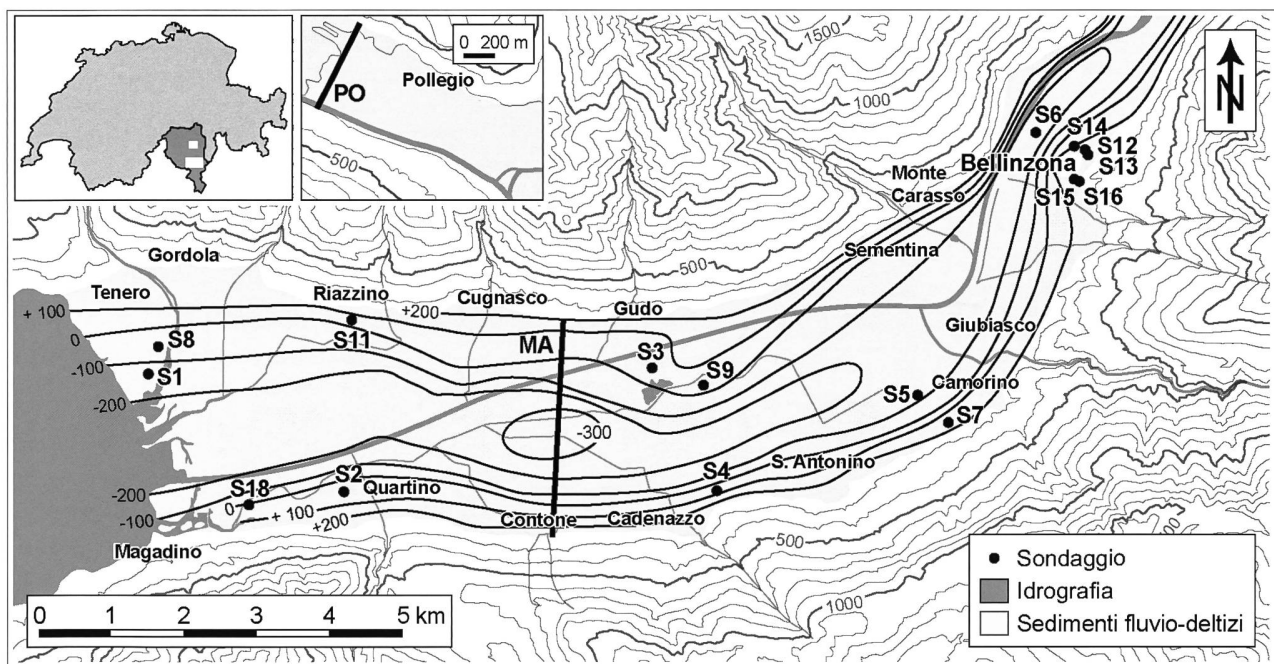 0 200 m
Pollegio
PO
500
1500
1000
N
S6
S14
S12
Bellinzona
S13
S15
S16
Monte
Carasso
Gordola
500
Sementina
Tenero
Riazzino
Cugnasco
+ 100
+200
Gudo
0
S8
S11
MA
S3
Giubiasco
-100
S1
S9
-200
S5
Camorino
-300
S7
S. Antonino
S4
-200
S18
S2
Quartino
-100
0
+ 100
+200
Contone
Cadenazzo
Magadino
500
1000
0 1 2 3 4 5 km
Sondaggio
Idrografia
Sedimenti fluvio-deltizi